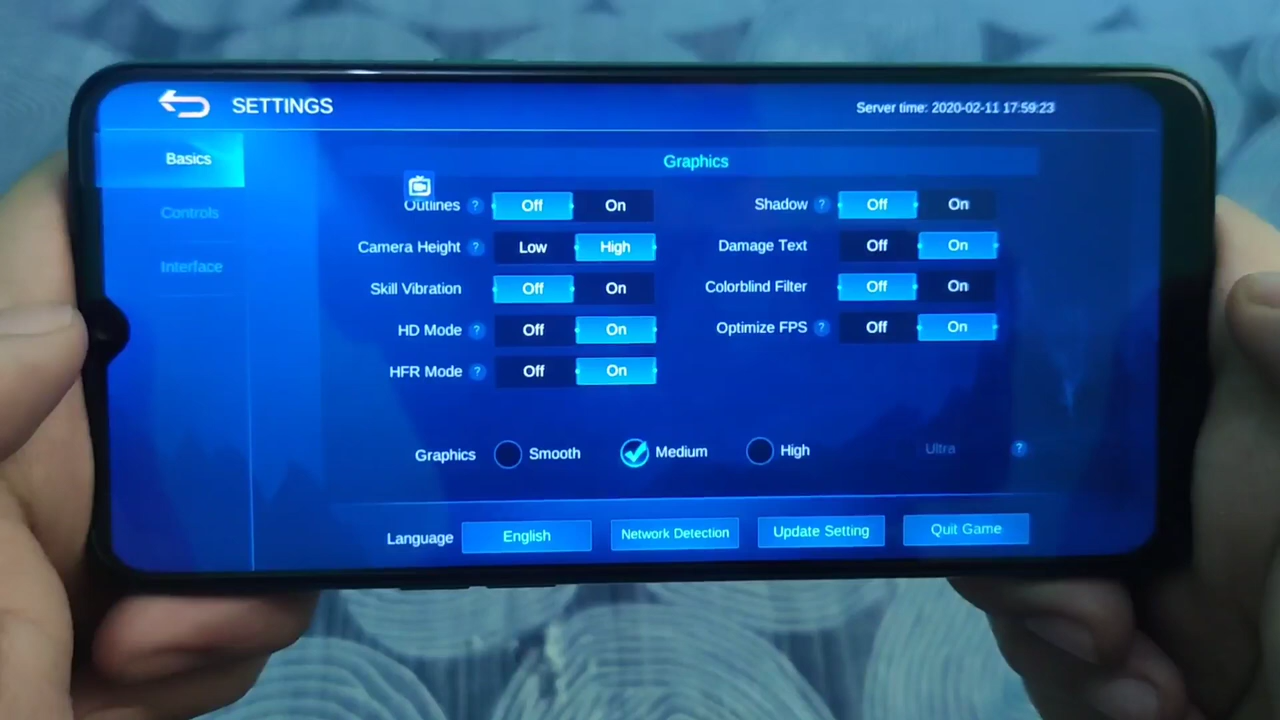 SETTINGS
Server time: 2020-02-11 17:59:23
Basics
Controls
Interface
Graphics
Outlines ? Off On
Shadow ? Off On
Camera Height ? Low High
Damage Text Off On
Skill Vibration Off On
Colorblind Filter Off On
HD Mode ? Off On
Optimize FPS ? Off On
HFR Mode ? Off On
Graphics Smooth Medium High Ultra ?
Language English Network Detection Update Setting Quit Game